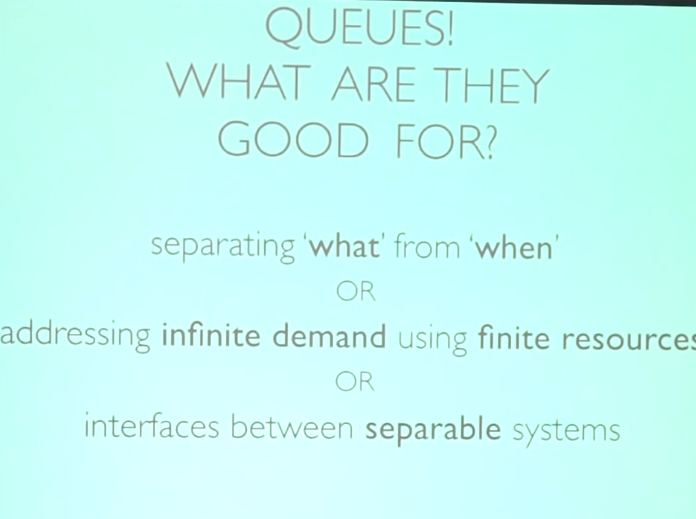 QUEUES!
WHAT ARE THEY
GOOD FOR?
separating ‘what’ from ‘when’
OR
addressing infinite demand using finite resources
OR
interfaces between separable systems